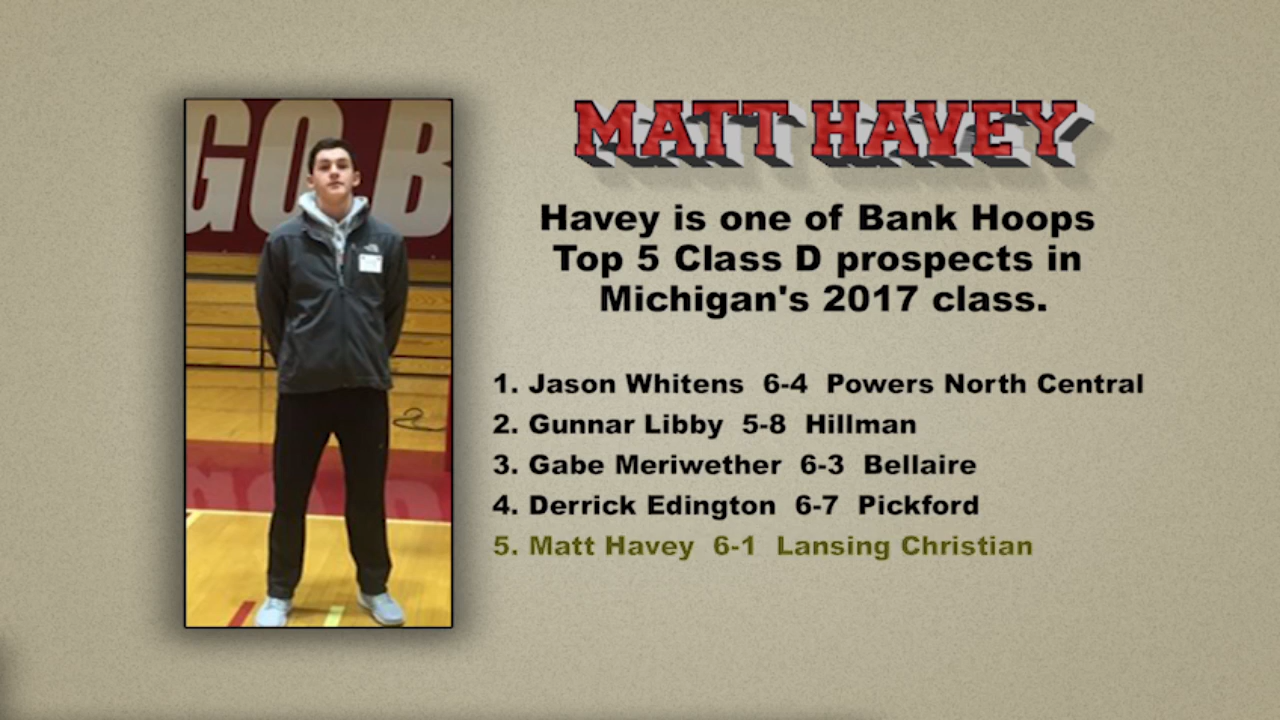 GO B
MATT HAVEY
Havey is one of Bank Hoops
Top 5 Class D prospects in
Michigan's 2017 class.
1. Jason Whitens 6-4 Powers North Central
2. Gunnar Libby 5-8 Hillman
3. Gabe Meriwether 6-3 Bellaire
4. Derrick Edington 6-7 Pickford
5. Matt Havey 6-1 Lansing Christian